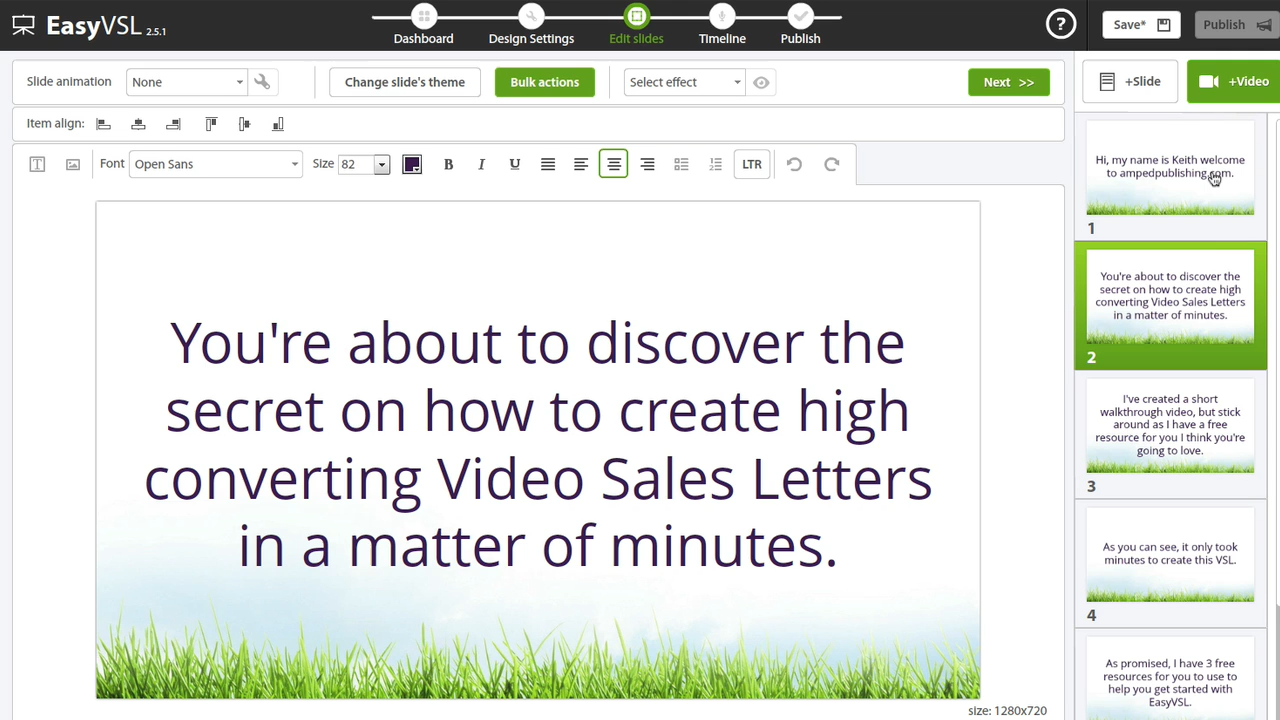 EasyVSL 2.5.1
Dashboard
Design Settings
Edit slides
Timeline
Publish
?
Save*
Publish
Slide animation
None
Change slide's theme
Bulk actions
Select effect
Next >>
+Slide
+Video
Item align:
Font
Open Sans
Size
82
B
I
U
LTR
You're about to discover the
secret on how to create high
converting Video Sales Letters
in a matter of minutes.
size: 1280x720
Hi, my name is Keith welcome
to ampedpublishing.com.
1
You're about to discover the
secret on how to create high
converting Video Sales Letters
in a matter of minutes.
2
I've created a short
walkthrough video, but stick
around as I have a free
resource for you I think you're
going to love.
3
As you can see, it only took
minutes to create this VSL.
4
As promised, I have 3 free
resources for you to use to
help you get started with
EasyVSL.